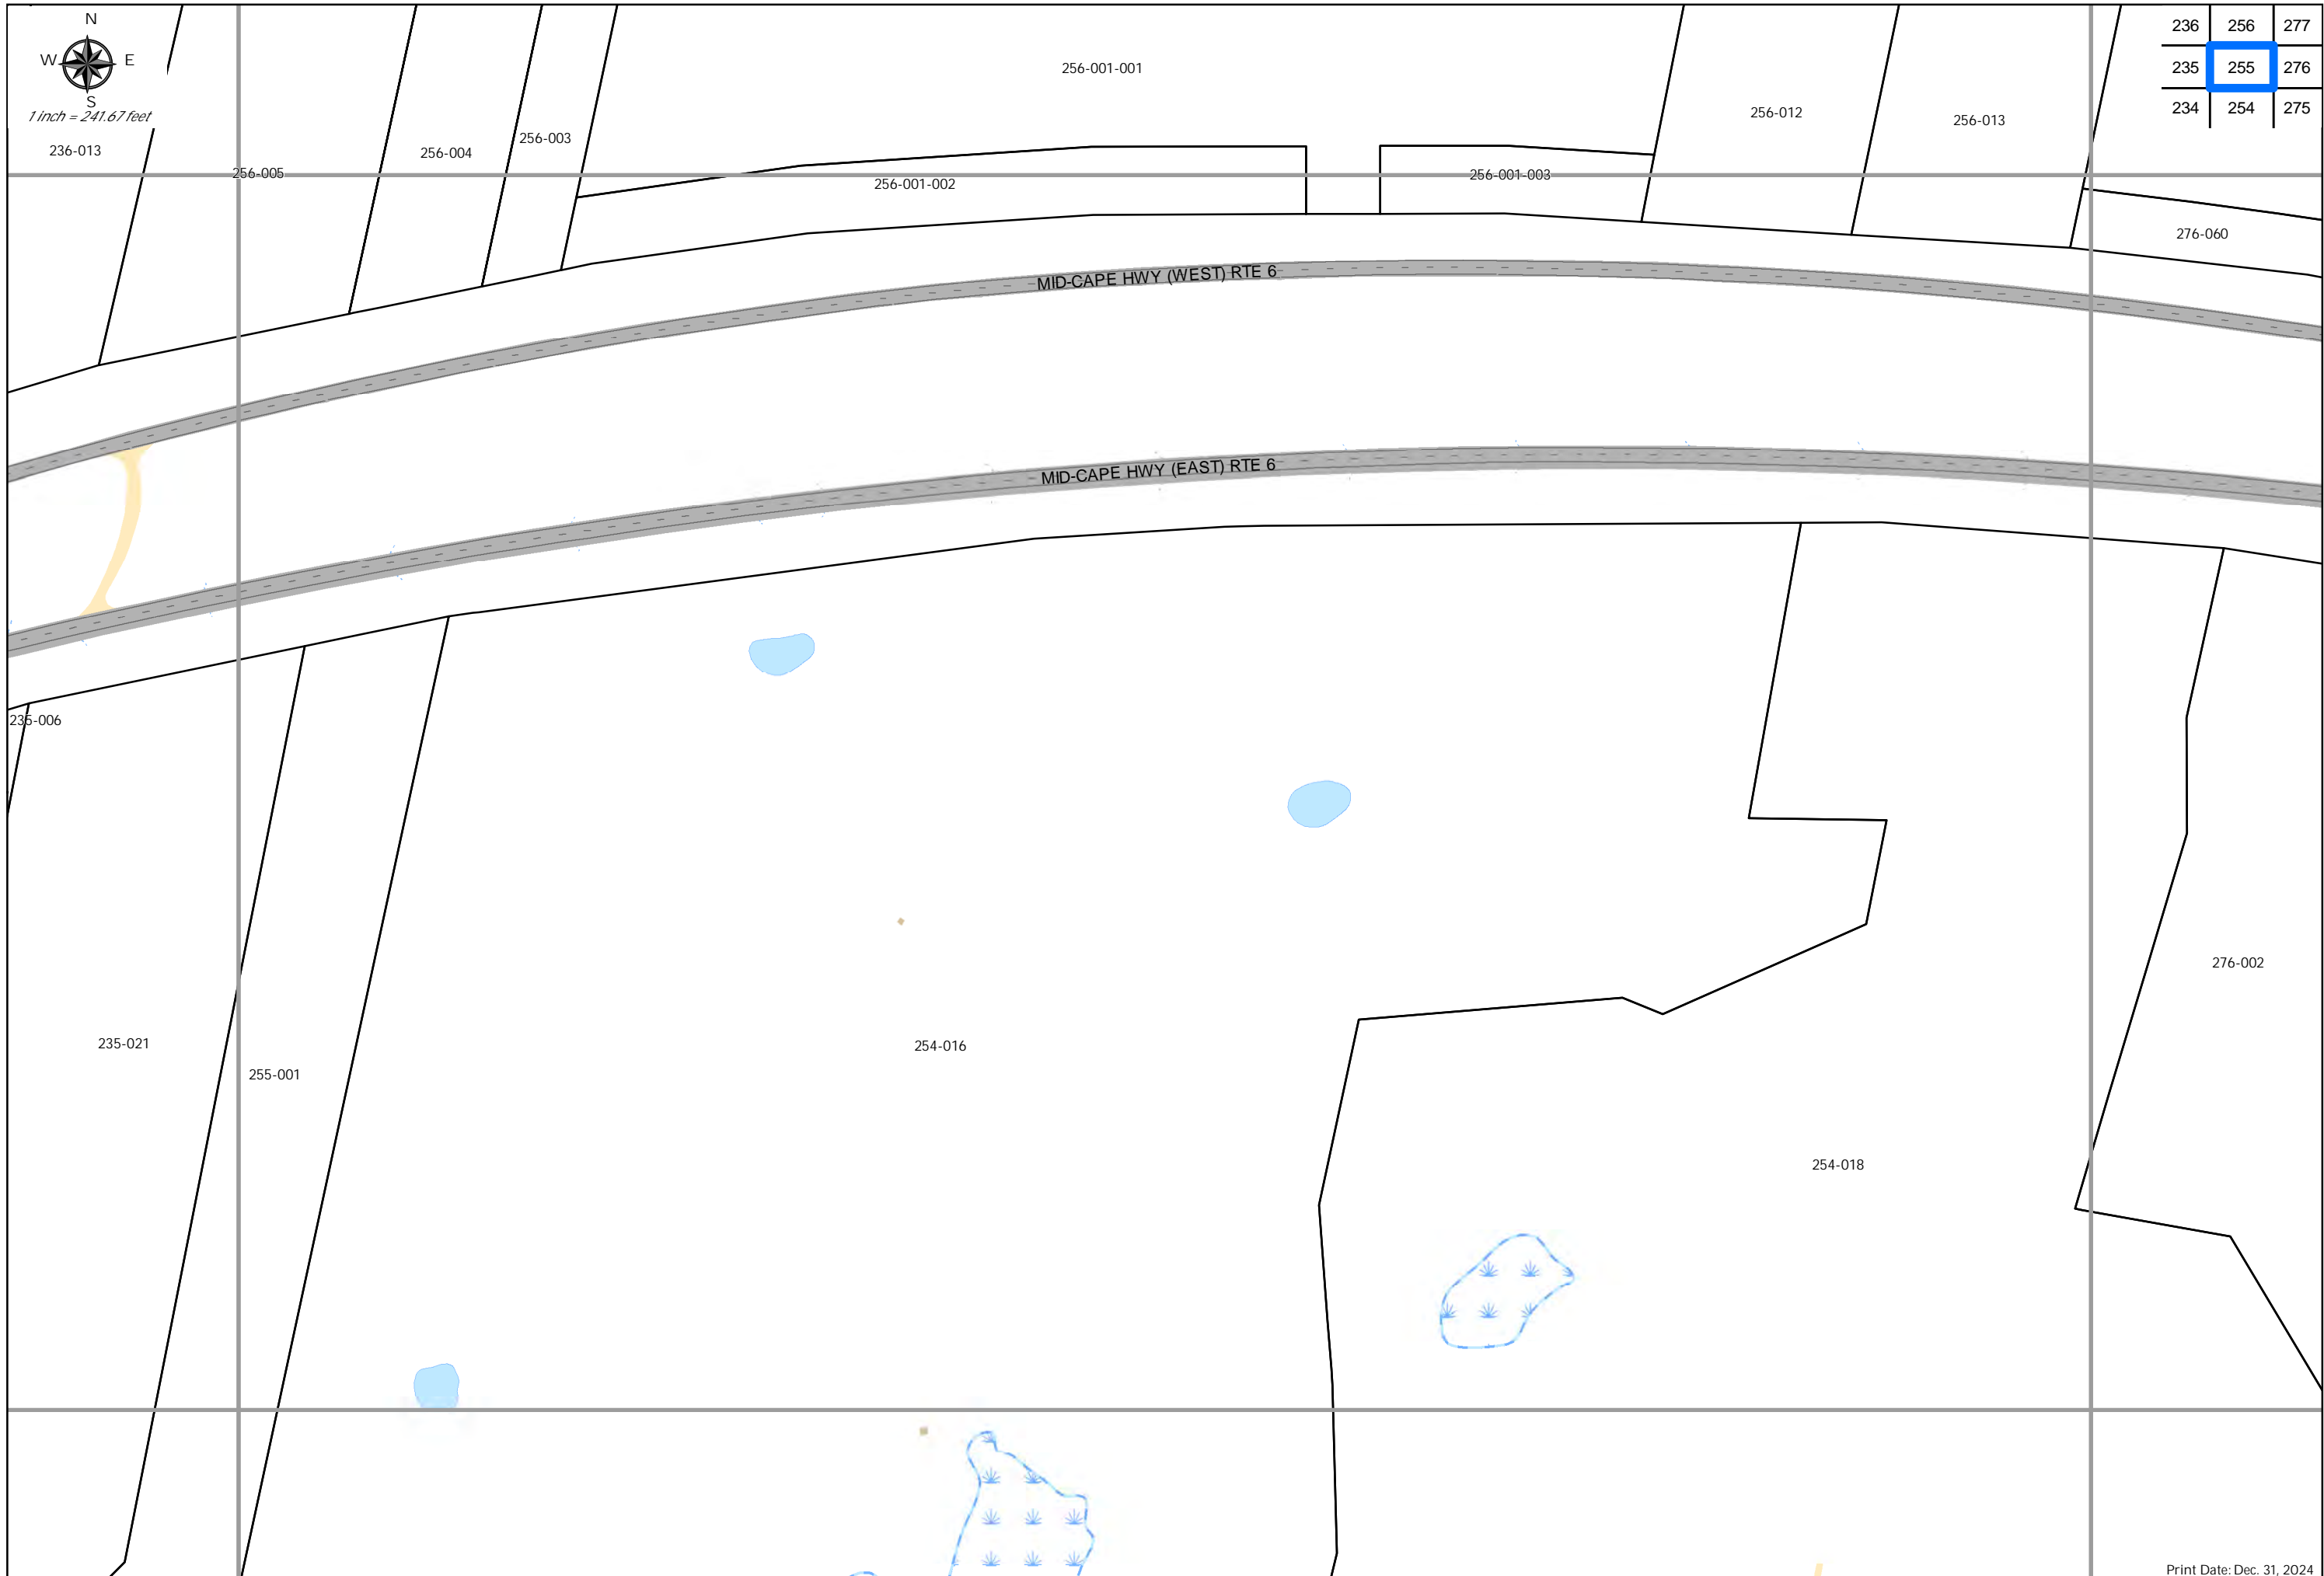 N
W E
S
1 inch = 241.67 feet
236 256 277
235 255 276
234 254 275
256-001-001
256-012
256-013
256-003
236-013
256-004
256-005
256-001-002
256-001-003
276-060
MID-CAPE HWY (WEST) RTE 6
MID-CAPE HWY (EAST) RTE 6
235-006
276-002
235-021
254-016
255-001
254-018
Print Date: Dec. 31, 2024